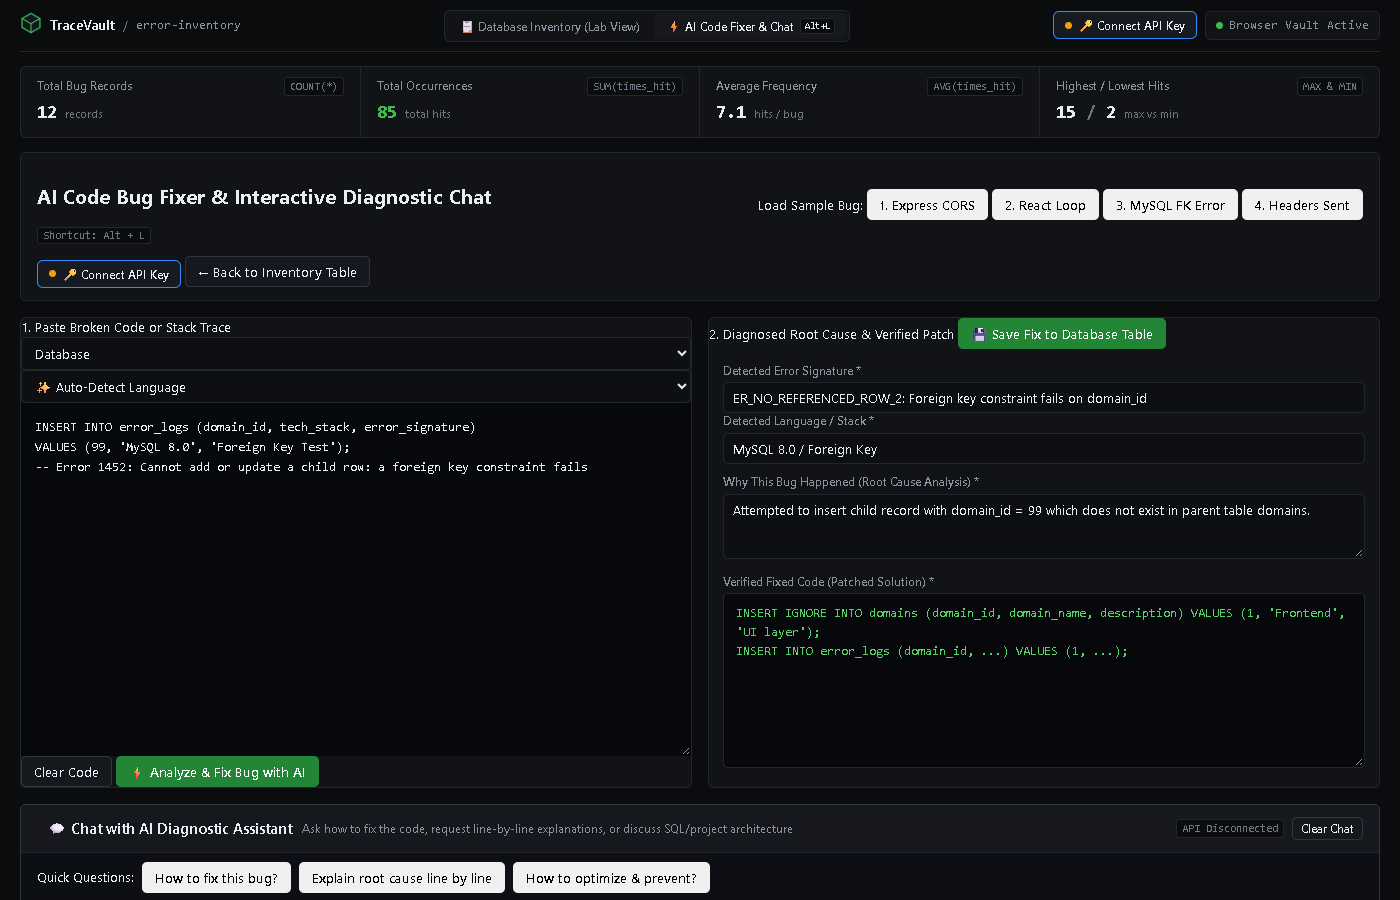 TraceVault / error-inventory
Database Inventory (Lab View)
AI Code Fixer & Chat Alt+L
Connect API Key
Browser Vault Active
Total Bug Records COUNT(*)
12 records
Total Occurrences SUM(times_hit)
85 total hits
Average Frequency AVG(times_hit)
7.1 hits / bug
Highest / Lowest Hits MAX & MIN
15 / 2 max vs min
AI Code Bug Fixer & Interactive Diagnostic Chat
Shortcut: Alt + L
Connect API Key
← Back to Inventory Table
Load Sample Bug: 1. Express CORS 2. React Loop 3. MySQL FK Error 4. Headers Sent
1. Paste Broken Code or Stack Trace
Database
Auto-Detect Language
INSERT INTO error_logs (domain_id, tech_stack, error_signature)
VALUES (99, 'MySQL 8.0', 'Foreign Key Test');
-- Error 1452: Cannot add or update a child row: a foreign key constraint fails
Clear Code
Analyze & Fix Bug with AI
2. Diagnosed Root Cause & Verified Patch
Save Fix to Database Table
Detected Error Signature *
ER_NO_REFERENCED_ROW_2: Foreign key constraint fails on domain_id
Detected Language / Stack *
MySQL 8.0 / Foreign Key
Why This Bug Happened (Root Cause Analysis) *
Attempted to insert child record with domain_id = 99 which does not exist in parent table domains.
Verified Fixed Code (Patched Solution) *
INSERT IGNORE INTO domains (domain_id, domain_name, description) VALUES (1, 'Frontend',
'UI layer');
INSERT INTO error_logs (domain_id, ...) VALUES (1, ...);
Chat with AI Diagnostic Assistant Ask how to fix the code, request line-by-line explanations, or discuss SQL/project architecture
API Disconnected
Clear Chat
Quick Questions: How to fix this bug? Explain root cause line by line How to optimize & prevent?